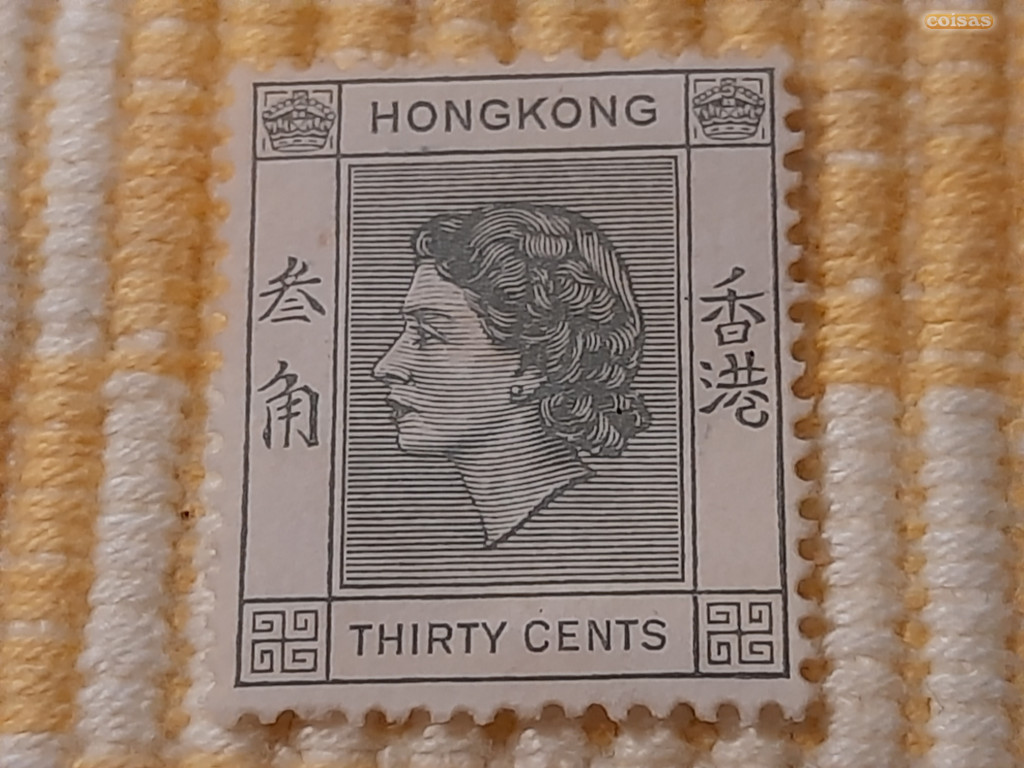 coisas
HONGKONG
叁角
香港
THIRTY CENTS